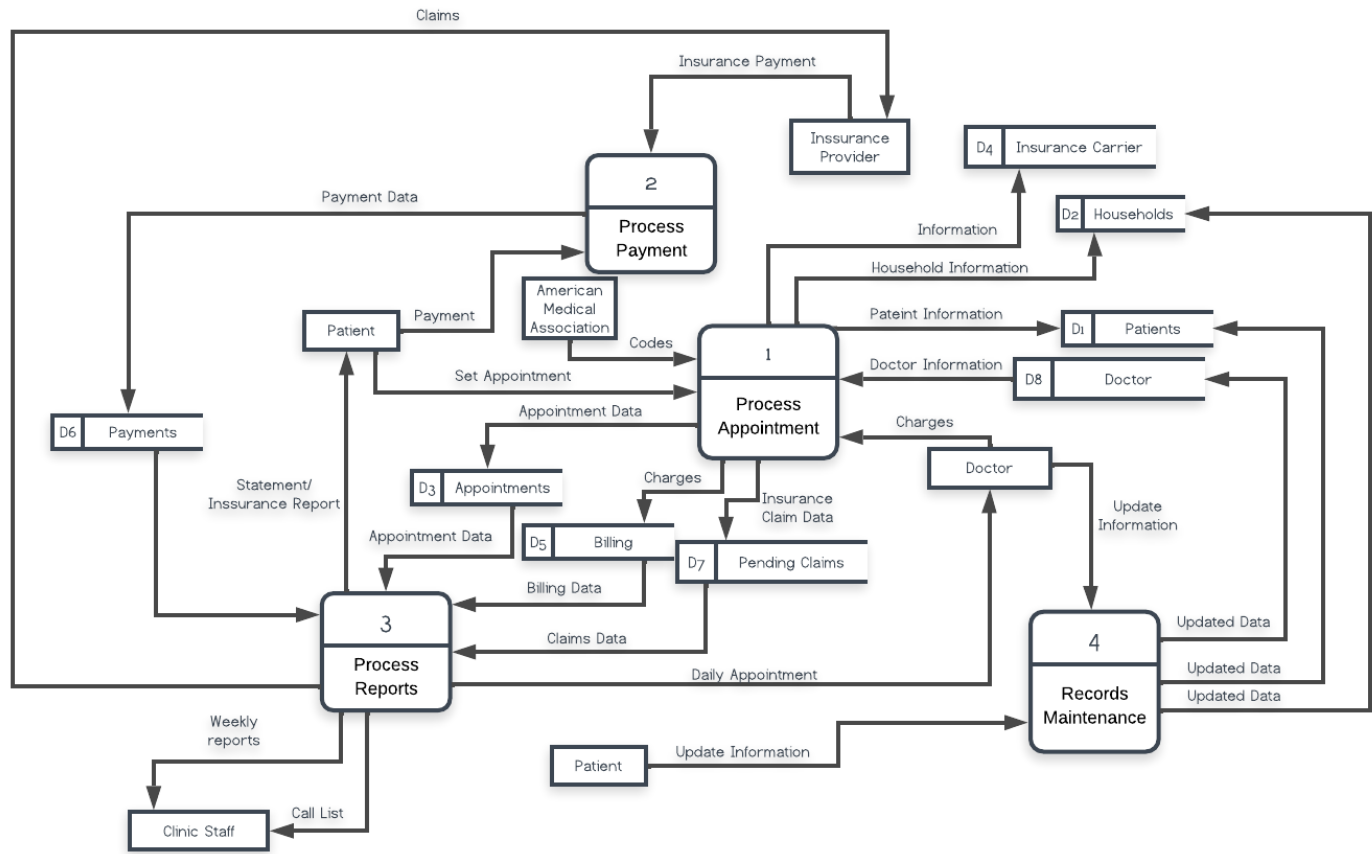 Claims
Insurance Payment
Inssurance
Provider
D4 Insurance Carrier
2
Process
Payment
Payment Data
D2 Households
Information
Household Information
American
Medical
Association
Payment
Patient
Pateint Information
D1 Patients
Codes
1
Process
Appointment
Doctor Information
D8 Doctor
Set Appointment
Appointment Data
Charges
D6 Payments
Doctor
Statement/
Inssurance Report
D3 Appointments
Charges
Insurance
Claim Data
Update
Information
Appointment Data
D5 Billing
D7 Pending Claims
Billing Data
3
Process
Reports
Claims Data
4
Records
Maintenance
Updated Data
Updated Data
Updated Data
Daily Appointment
Weekly
reports
Patient
Update Information
Call List
Clinic Staff